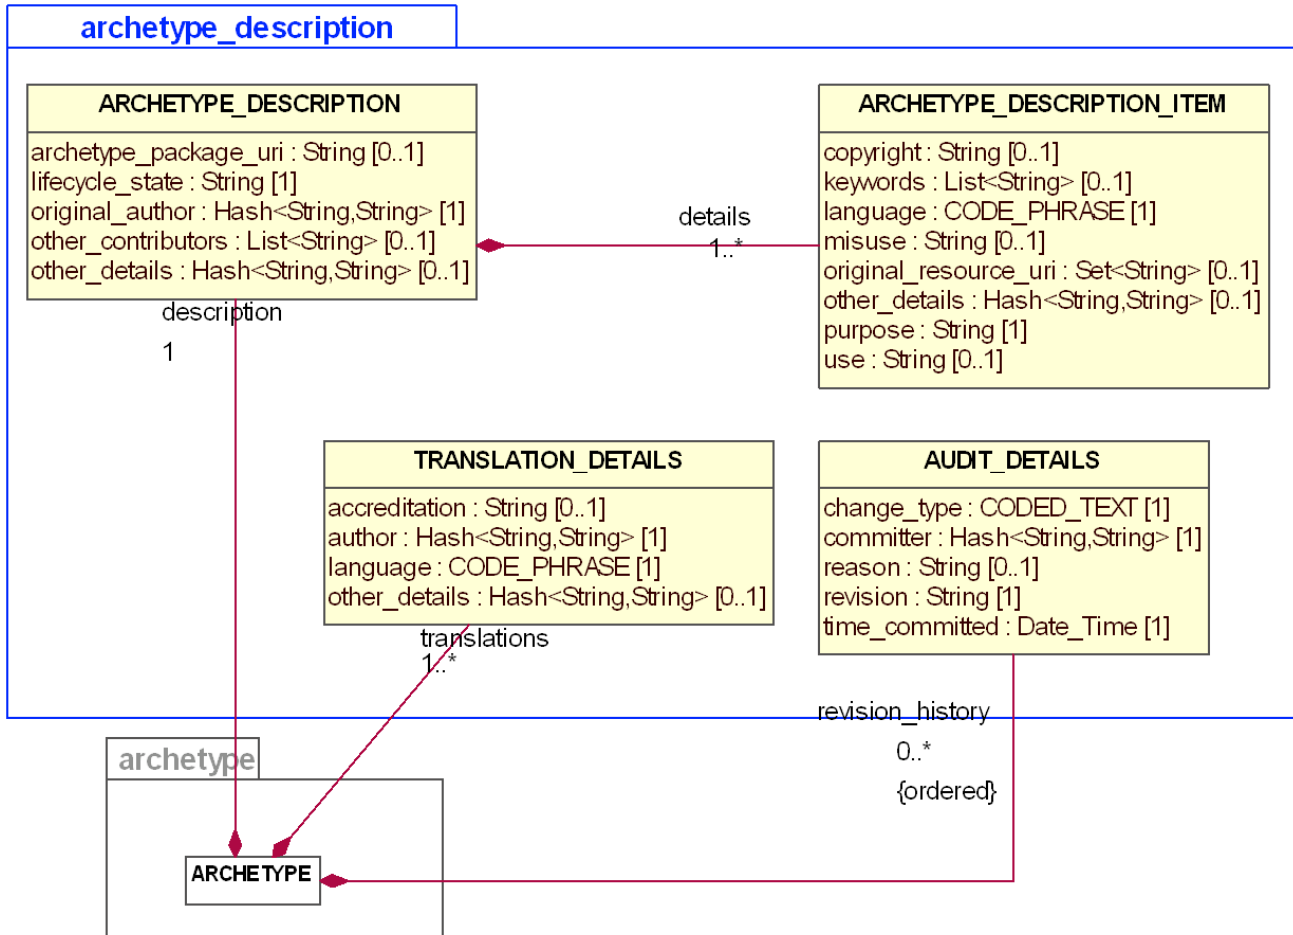 archetype_description
ARCHETYPE_DESCRIPTION
archetype_package_uri : String [0..1]
lifecycle_state : String [1]
original_author : Hash<String,String> [1]
other_contributors : List<String> [0..1]
other_details : Hash<String,String> [0..1]
description
1
details
1..*
ARCHETYPE_DESCRIPTION_ITEM
copyright : String [0..1]
keywords : List<String> [0..1]
language : CODE_PHRASE [1]
misuse : String [0..1]
original_resource_uri : Set<String> [0..1]
other_details : Hash<String,String> [0..1]
purpose : String [1]
use : String [0..1]
TRANSLATION_DETAILS
accreditation : String [0..1]
author : Hash<String,String> [1]
language : CODE_PHRASE [1]
other_details : Hash<String,String> [0..1]
translations
1..*
AUDIT_DETAILS
change_type : CODED_TEXT [1]
committer : Hash<String,String> [1]
reason : String [0..1]
revision : String [1]
time_committed : Date_Time [1]
revision_history
0..*
{ordered}
archetype
ARCHETYPE